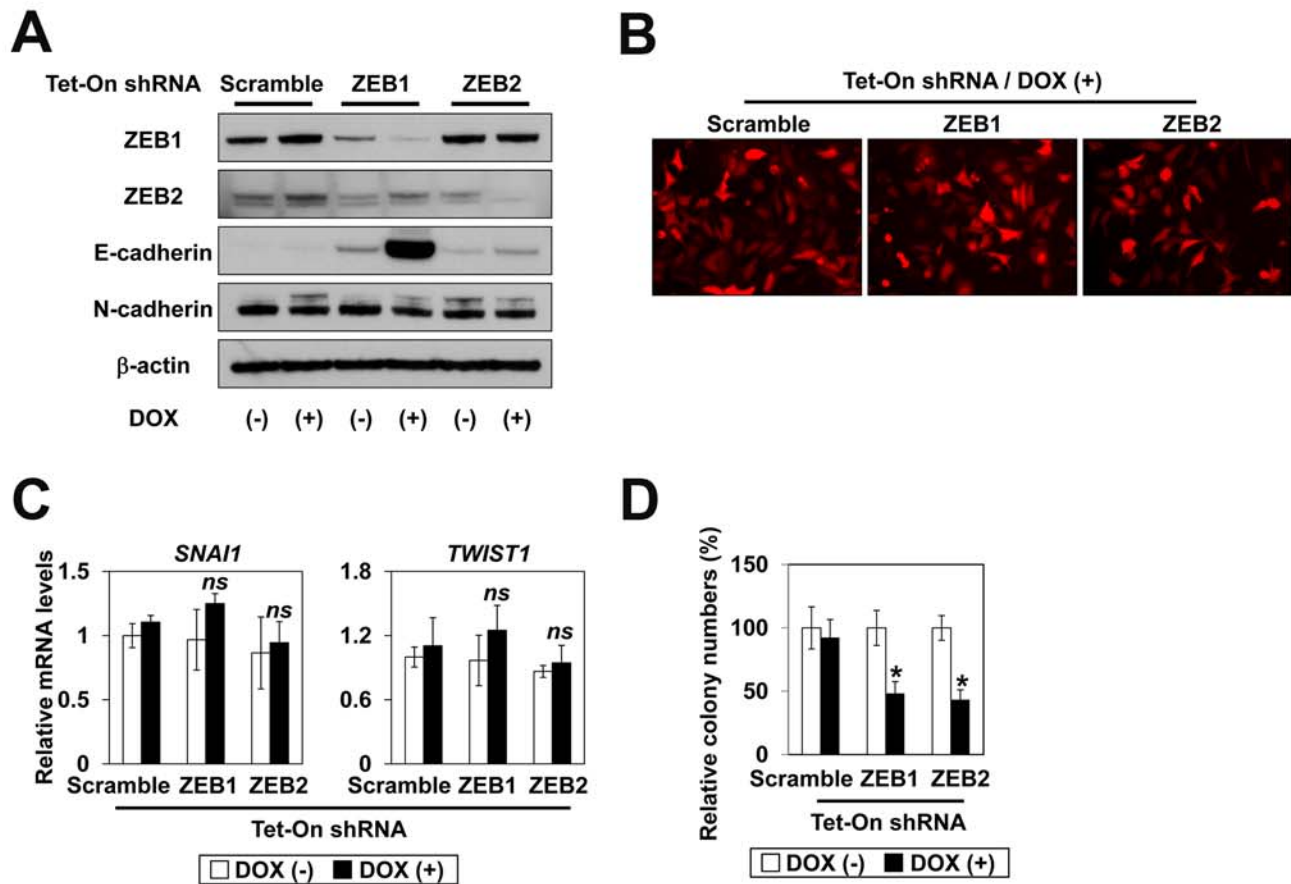 A
Tet-On shRNA Scramble ZEB1 ZEB2
ZEB1
ZEB2
E-cadherin
N-cadherin
β-actin
DOX (-) (+) (-) (+) (-) (+)
B
Tet-On shRNA / DOX (+)
Scramble ZEB1 ZEB2
C
Relative mRNA levels
SNAI1
1.5
1
0.5
0
ns
ns
Scramble ZEB1 ZEB2
TWIST1
1.8
1.2
0.6
0
ns
ns
Scramble ZEB1 ZEB2
Tet-On shRNA
DOX (-) DOX (+)
D
Relative colony numbers (%)
150
100
50
0
*
*
Scramble ZEB1 ZEB2
Tet-On shRNA
DOX (-) DOX (+)